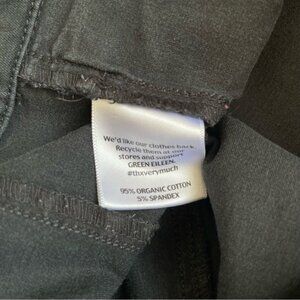 We'd like our clothes back.
Recycle them at our
stores and support
GREEN EILEEN.
#thxverymuch
95% ORGANIC COTTON
5% SPANDEX